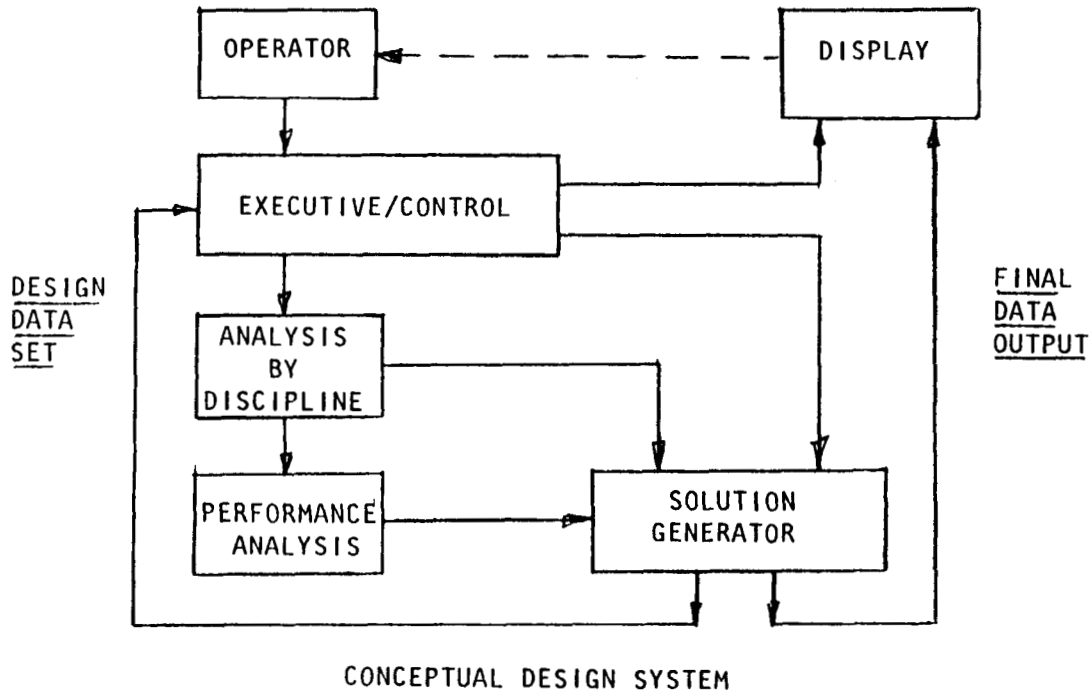 OPERATOR
DISPLAY
EXECUTIVE/CONTROL
DESIGN
DATA
SET
FINAL
DATA
OUTPUT
ANALYSIS
BY
DISCIPLINE
PERFORMANCE
ANALYSIS
SOLUTION
GENERATOR
CONCEPTUAL DESIGN SYSTEM